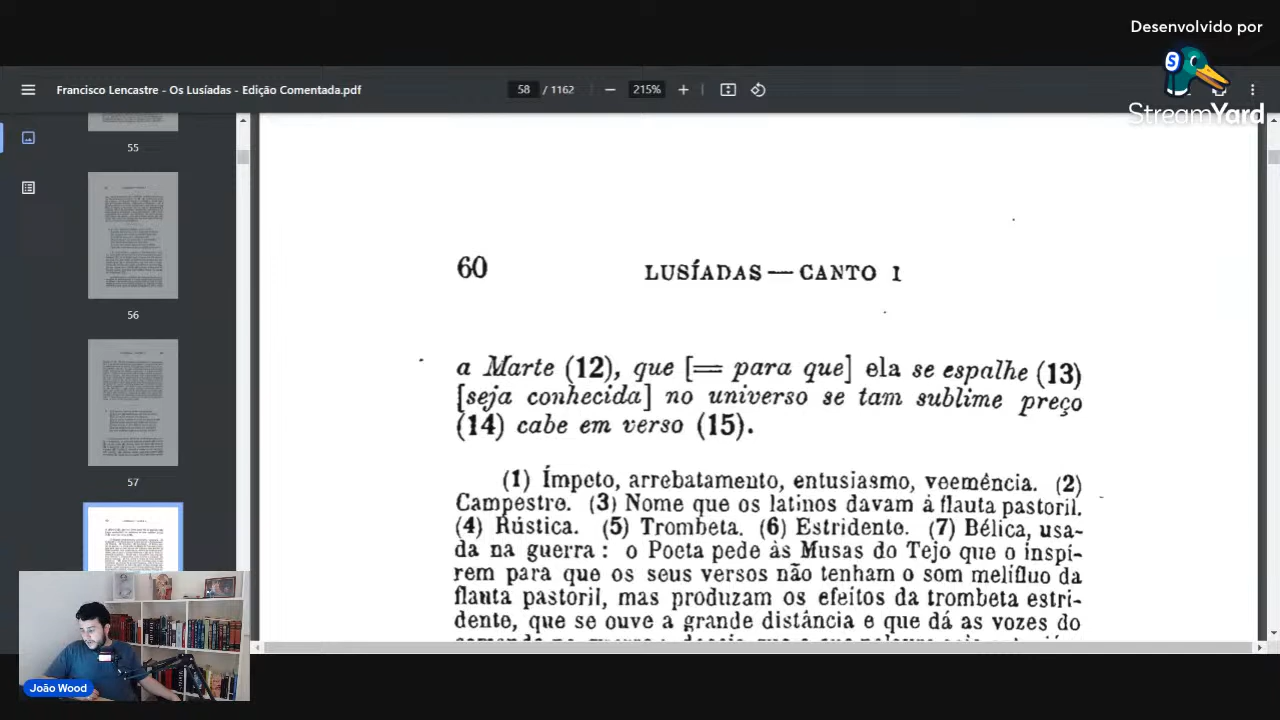 Desenvolvido por
StreamYard
Francisco Lencastre - Os Lusíadas - Edição Comentada.pdf
58 / 1162
215%
55
56
57
60
LUSÍADAS — CANTO I
a Marte (12), que [= para que] ela se espalhe (13)
[seja conhecida] no universo se tam sublime preço
(14) cabe em verso (15).
(1) Ímpeto, arrebatamento, entusiasmo, veemência. (2)
Campestre. (3) Nome que os latinos davam á flauta pastoril.
(4) Rústica. (5) Trombeta. (6) Estridente. (7) Bélica, usa-
da na guerra : o Poeta pede às Musas do Tejo que o inspi-
rem para que os seus versos não tenham o som melífluo da
flauta pastoril, mas produzam os efeitos da trombeta estri-
dente, que se ouve a grande distância e que dá as vozes do
João Wood